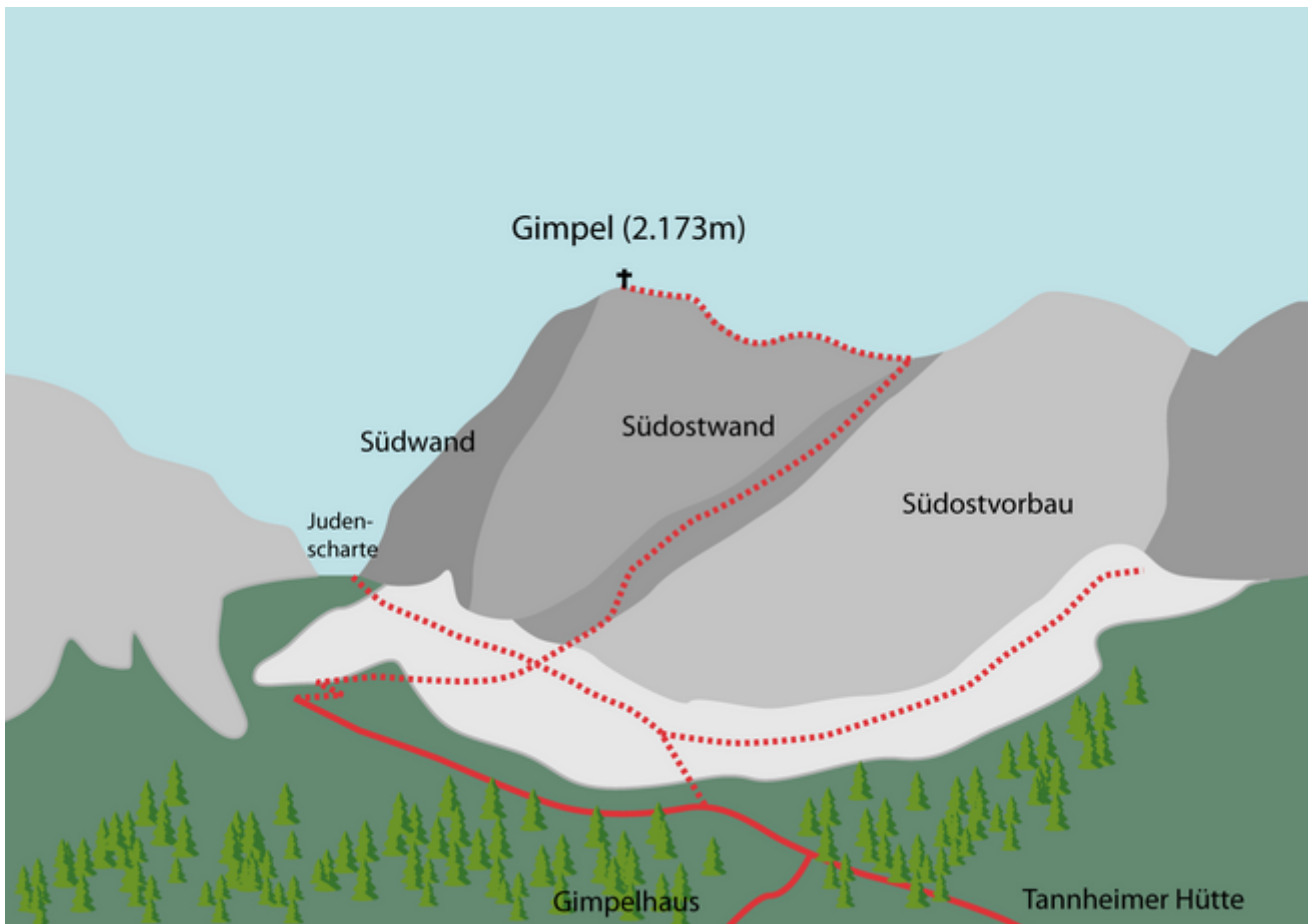 Gimpel (2.173m)
Südwand
Südostwand
Südostvorbau
Juden-
scharte
Gimpelhaus
Tannheimer Hütte